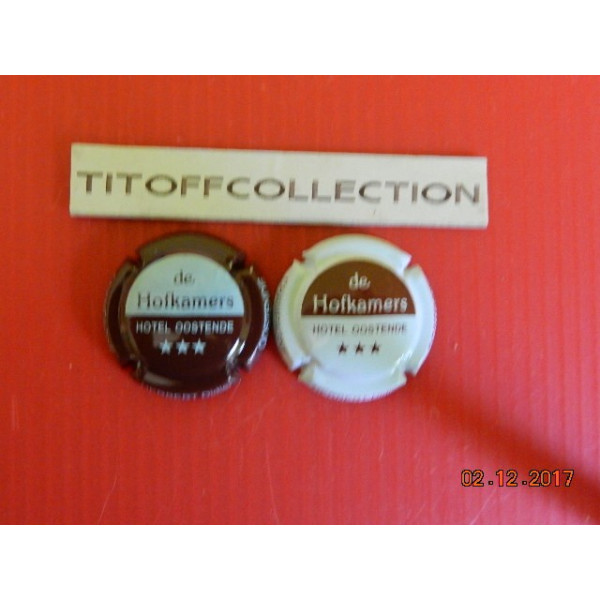 TITOFFCOLLECTION
de
Hofkamers
HOTEL OOSTENDE
de
Hofkamers
HOTEL OOSTENDE
02.12.2017